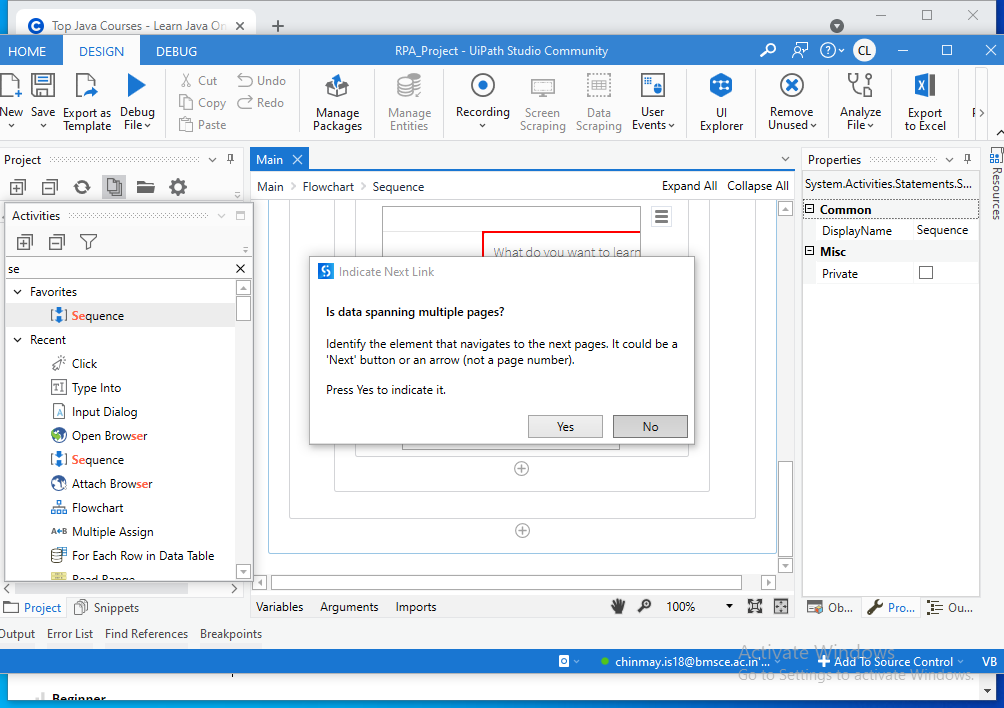 Top Java Courses - Learn Java On
HOME DESIGN DEBUG RPA_Project - UiPath Studio Community CL
New Save Export as Template Debug File Cut Copy Paste Undo Redo Manage Packages Manage Entities Recording Screen Scraping Data Scraping User Events UI Explorer Remove Unused Analyze File Export to Excel
Project
Main
Properties
Resources
Main Flowchart Sequence Expand All Collapse All
System.Activities.Statements.S...
Activities
Common
DisplayName Sequence
Misc
Private
se
What do you want to learn
Favorites
Sequence
Recent
Click
Type Into
Input Dialog
Open Browser
Sequence
Attach Browser
Flowchart
Multiple Assign
For Each Row in Data Table
Read Range
Indicate Next Link
Is data spanning multiple pages?
Identify the element that navigates to the next pages. It could be a
'Next' button or an arrow (not a page number).
Press Yes to indicate it.
Yes No
Project Snippets
Variables Arguments Imports 100%
Ob... Pro... Ou...
Output Error List Find References Breakpoints
chinmay.is18@bmsce.ac.in'... Add To Source Control VB
Activate Windows
Go to Settings to activate Windows.
Beginner